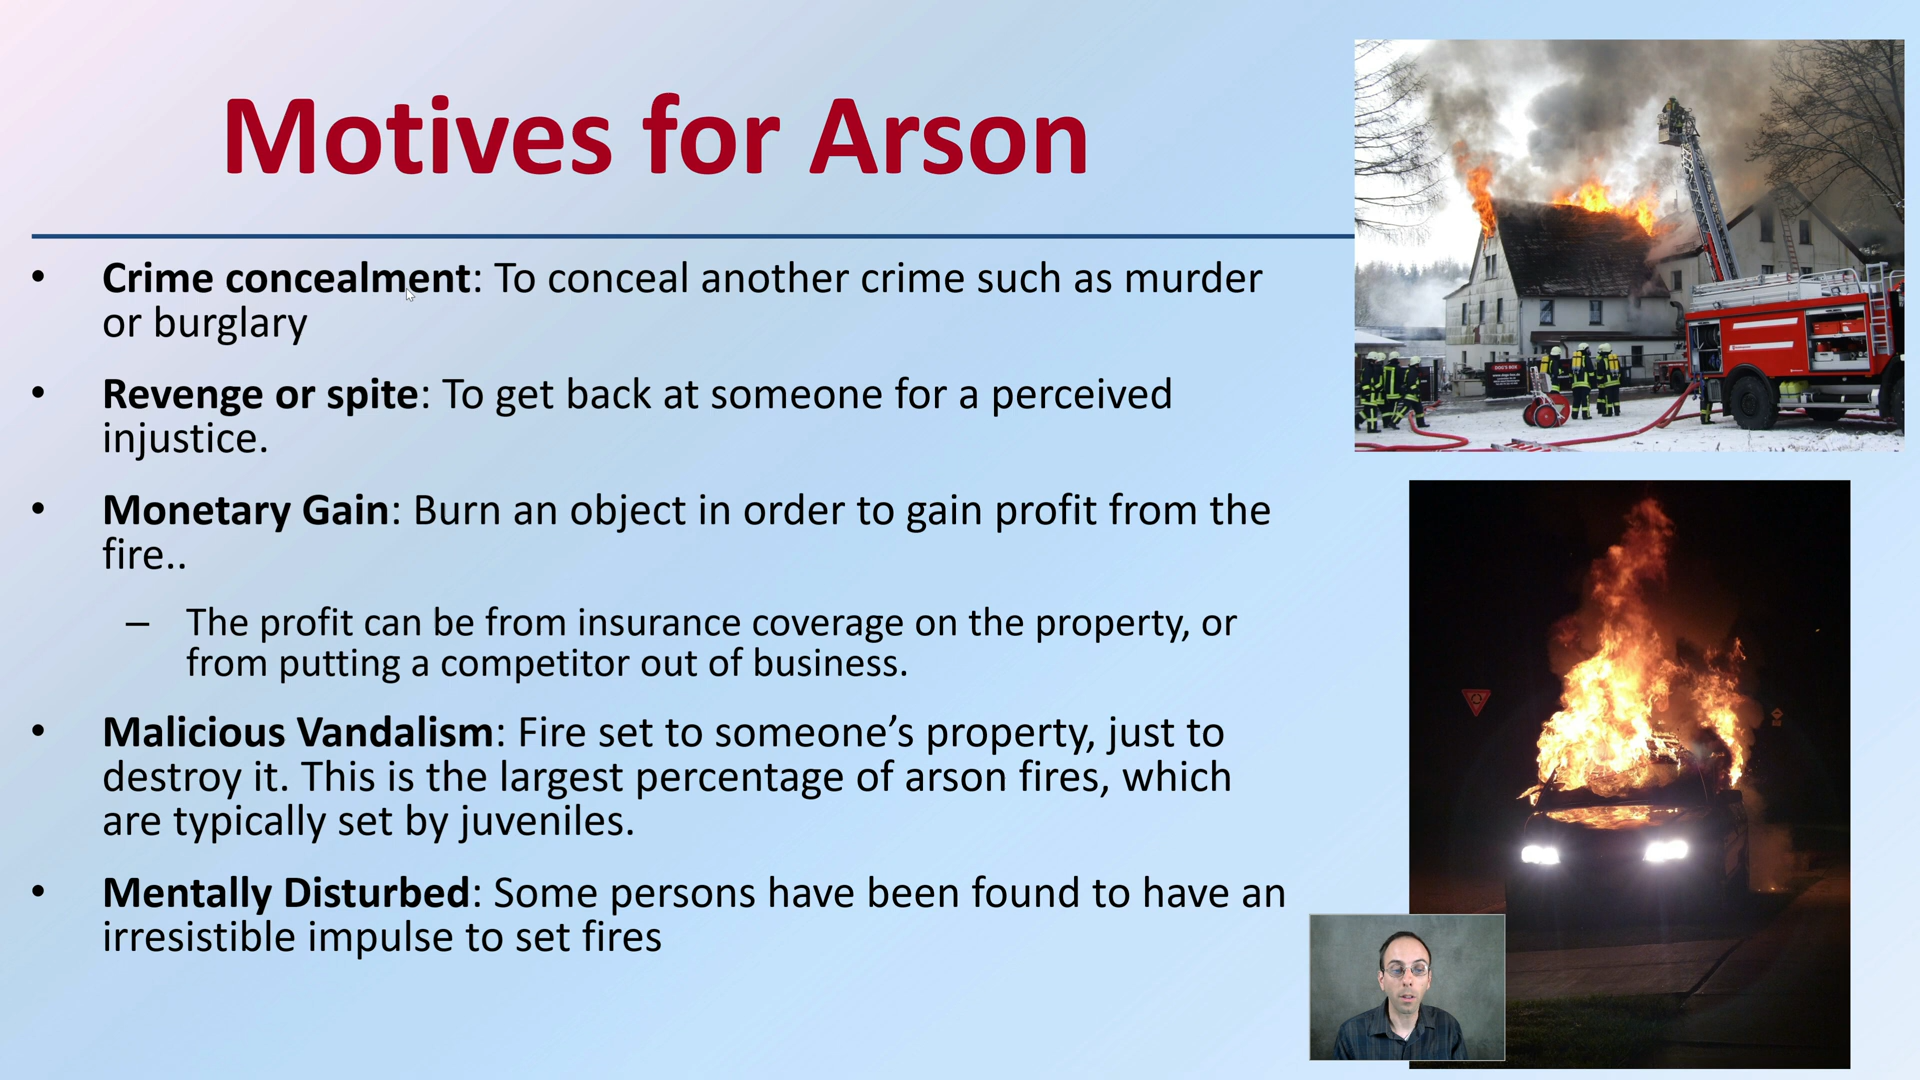 Motives for Arson
• Crime concealment: To conceal another crime such as murder
or burglary
• Revenge or spite: To get back at someone for a perceived
injustice.
• Monetary Gain: Burn an object in order to gain profit from the
fire..
– The profit can be from insurance coverage on the property, or
from putting a competitor out of business.
• Malicious Vandalism: Fire set to someone’s property, just to
destroy it. This is the largest percentage of arson fires, which
are typically set by juveniles.
• Mentally Disturbed: Some persons have been found to have an
irresistible impulse to set fires